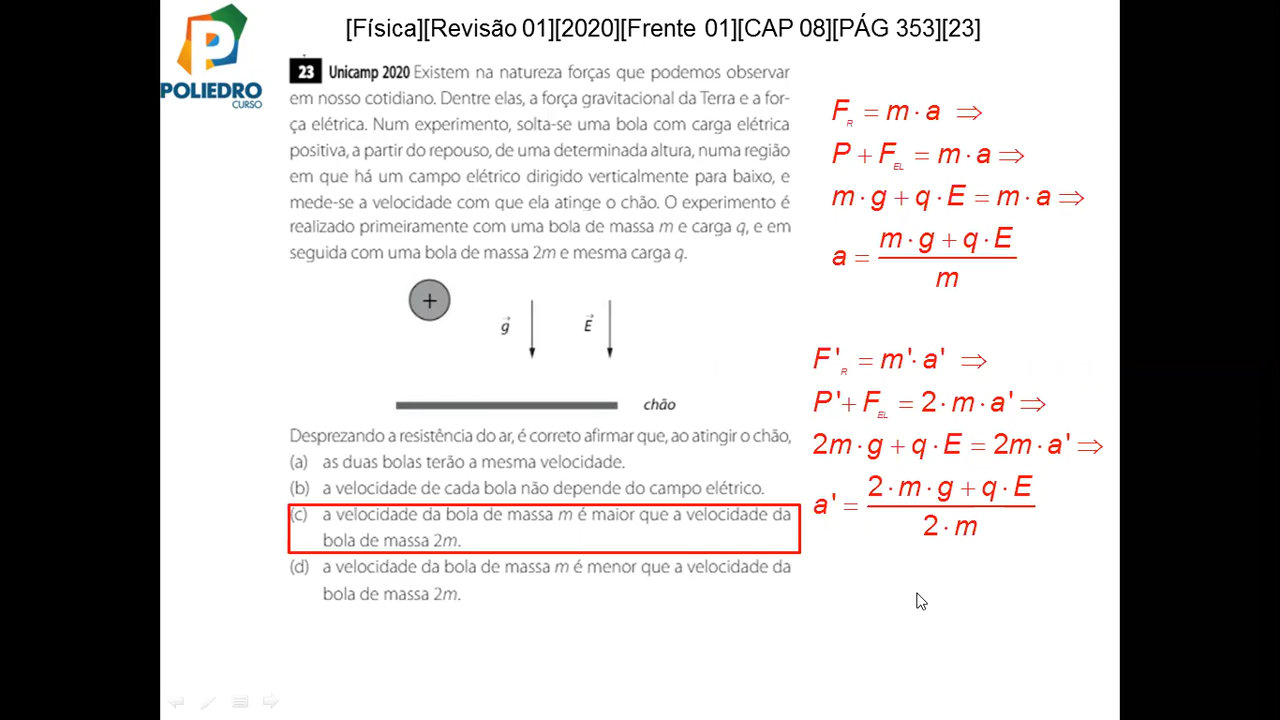 [Física][Revisão 01][2020][Frente 01][CAP 08][PÁG 353][23]
P
POLIEDRO
CURSO
23 Unicamp 2020 Existem na natureza forças que podemos observar
em nosso cotidiano. Dentre elas, a força gravitacional da Terra e a for-
ça elétrica. Num experimento, solta-se uma bola com carga elétrica
positiva, a partir do repouso, de uma determinada altura, numa região
em que há um campo elétrico dirigido verticalmente para baixo, e
mede-se a velocidade com que ela atinge o chão. O experimento é
realizado primeiramente com uma bola de massa m e carga q, e em
seguida com uma bola de massa 2m e mesma carga q.
+
g⃗
E⃗
chão
Desprezando a resistência do ar, é correto afirmar que, ao atingir o chão,
(a) as duas bolas terão a mesma velocidade.
(b) a velocidade de cada bola não depende do campo elétrico.
(c) a velocidade da bola de massa m é maior que a velocidade da
bola de massa 2m.
(d) a velocidade da bola de massa m é menor que a velocidade da
bola de massa 2m.
F_R = m · a ⇒
P + F_EL = m · a ⇒
m · g + q · E = m · a ⇒
a = (m · g + q · E) / m
F'_R = m' · a' ⇒
P' + F_EL = 2 · m · a' ⇒
2m · g + q · E = 2m · a' ⇒
a' = (2 · m · g + q · E) / (2 · m)